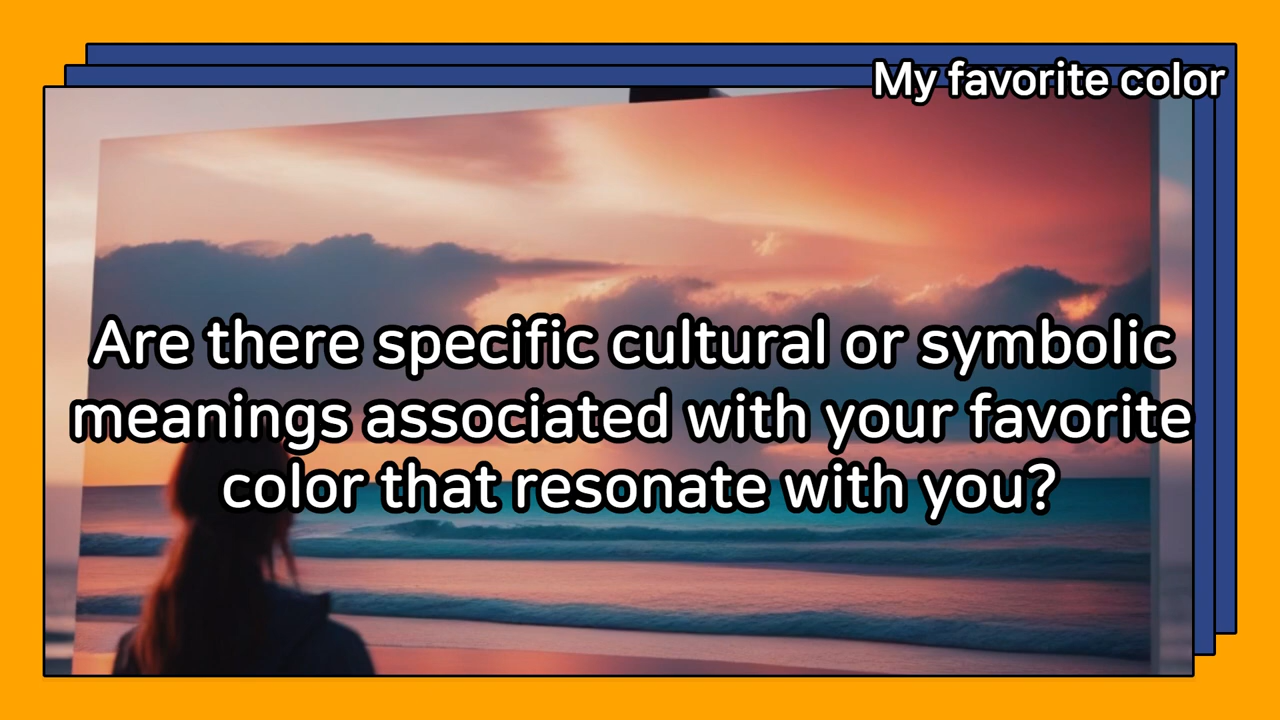 My favorite color
Are there specific cultural or symbolic
meanings associated with your favorite
color that resonate with you?